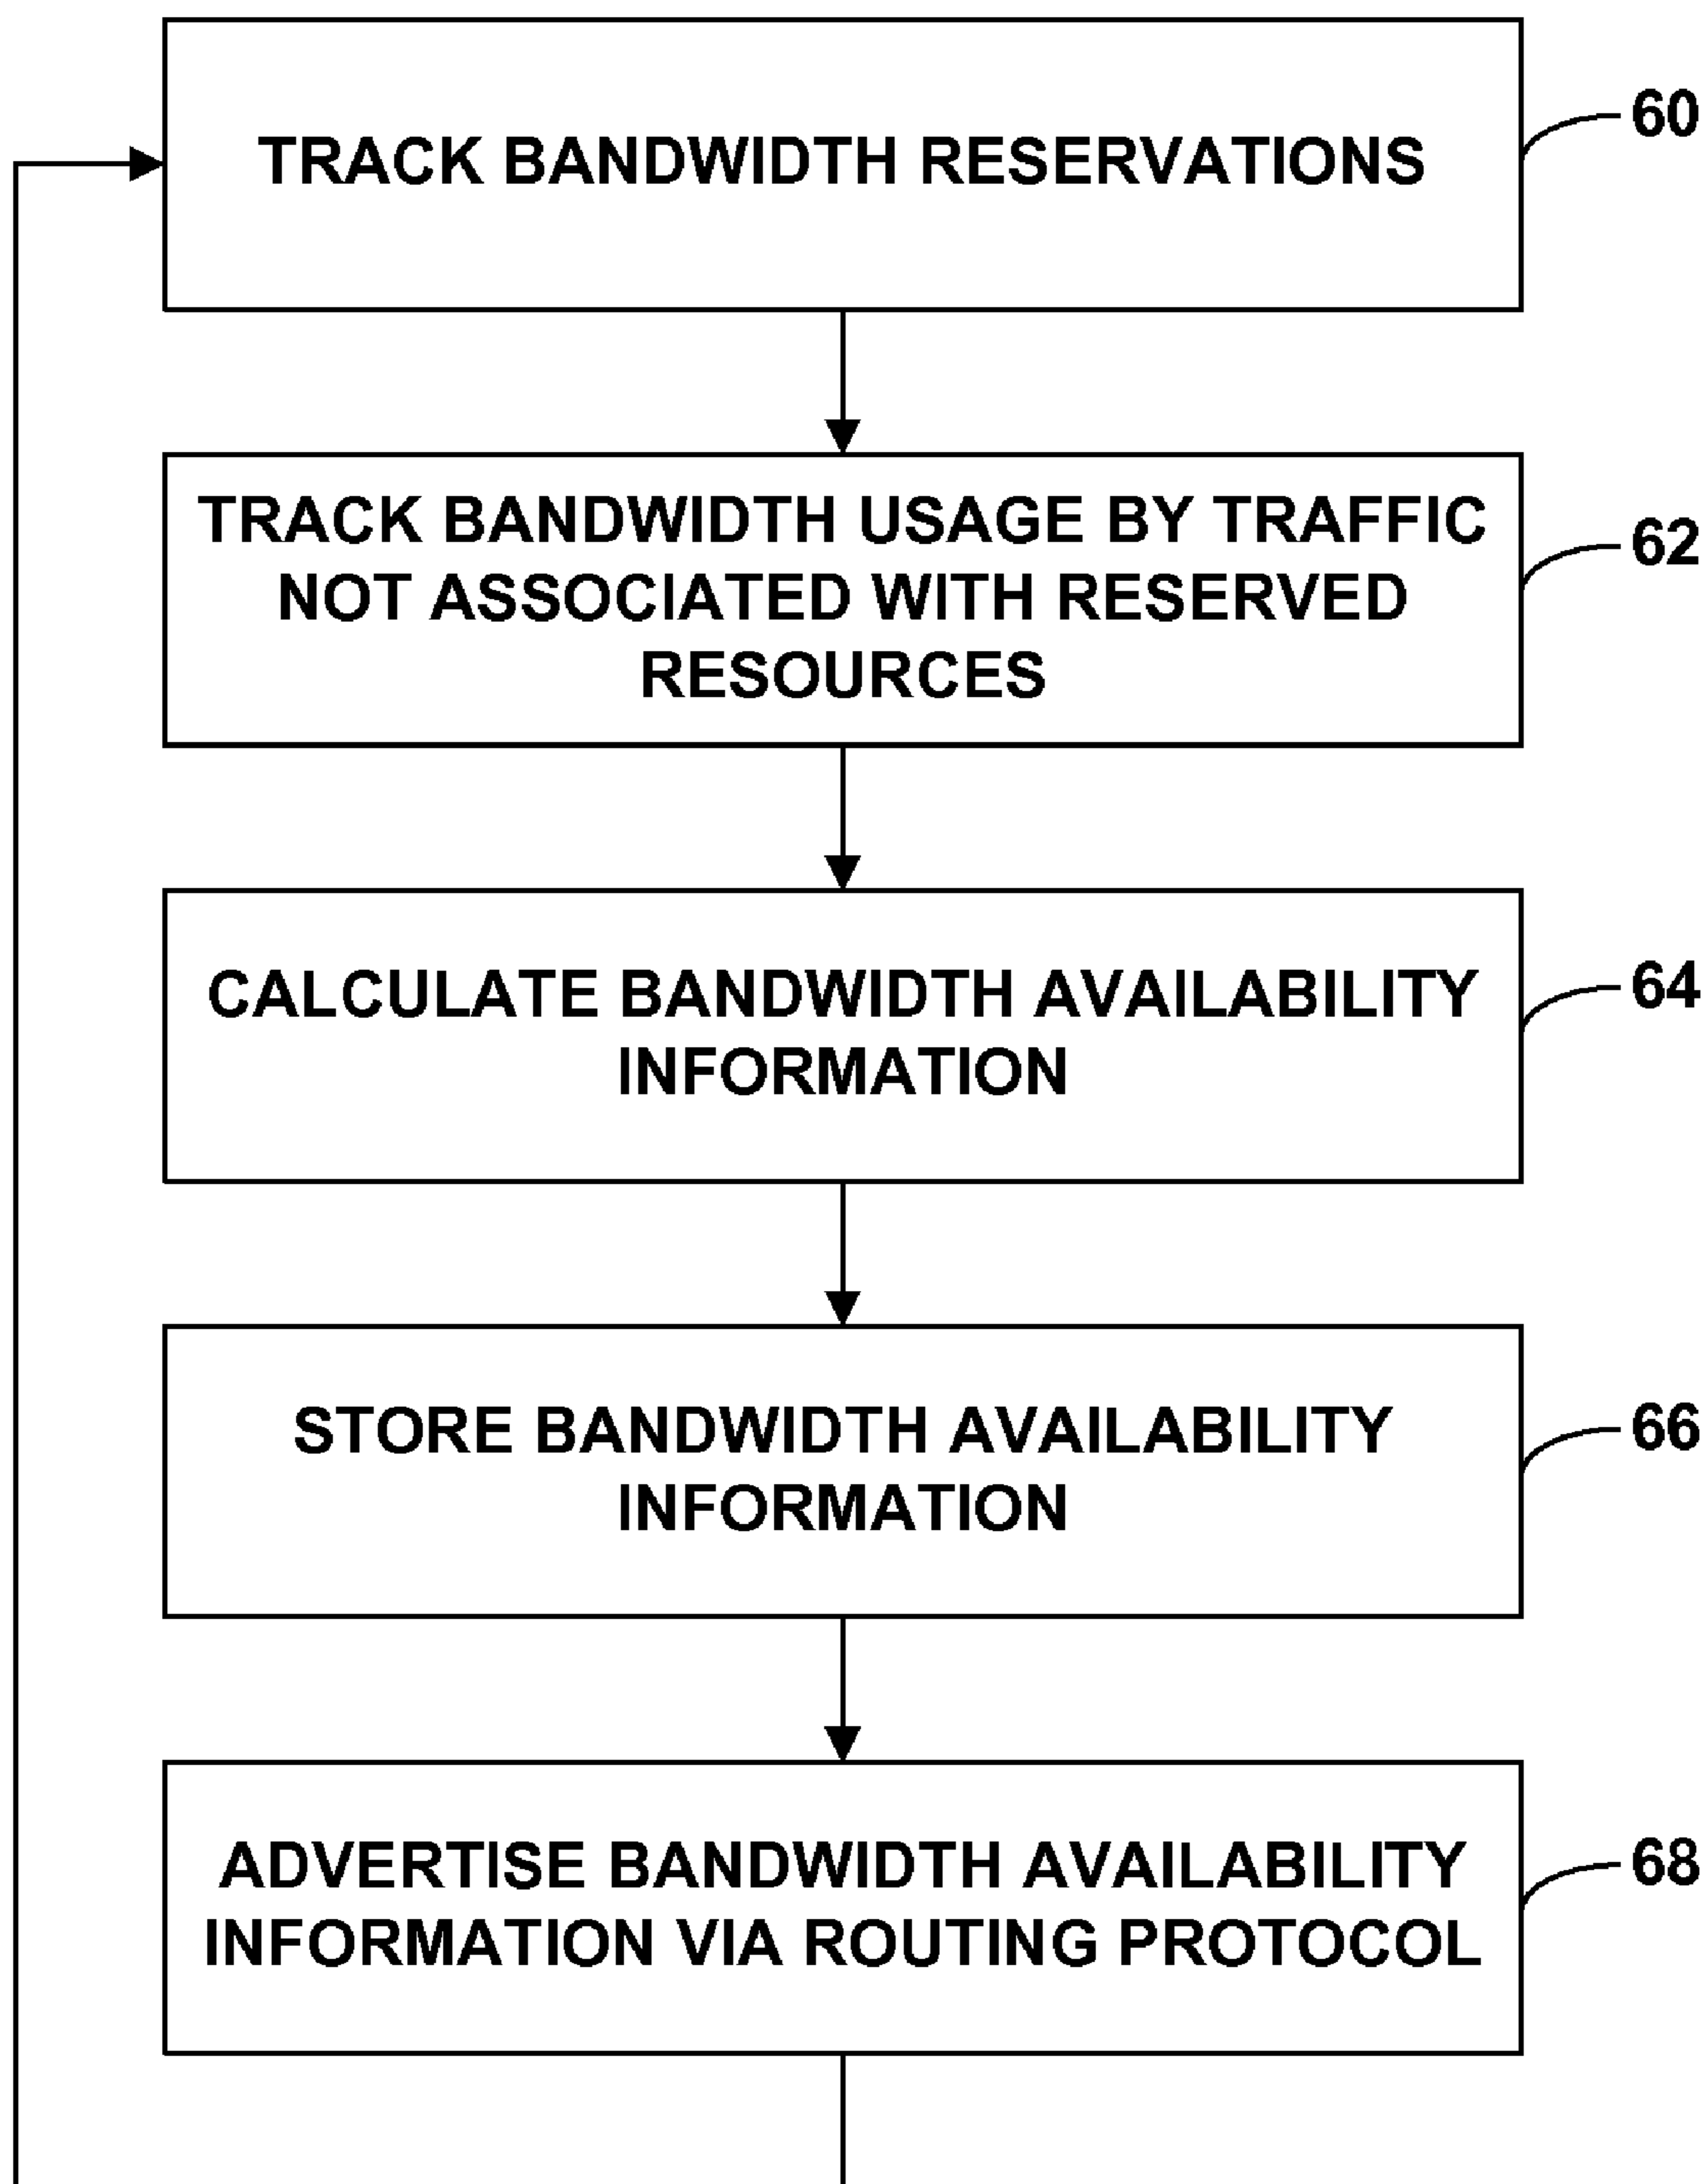 TRACK BANDWIDTH RESERVATIONS
60
TRACK BANDWIDTH USAGE BY TRAFFIC
NOT ASSOCIATED WITH RESERVED
RESOURCES
62
CALCULATE BANDWIDTH AVAILABILITY
INFORMATION
64
STORE BANDWIDTH AVAILABILITY
INFORMATION
66
ADVERTISE BANDWIDTH AVAILABILITY
INFORMATION VIA ROUTING PROTOCOL
68